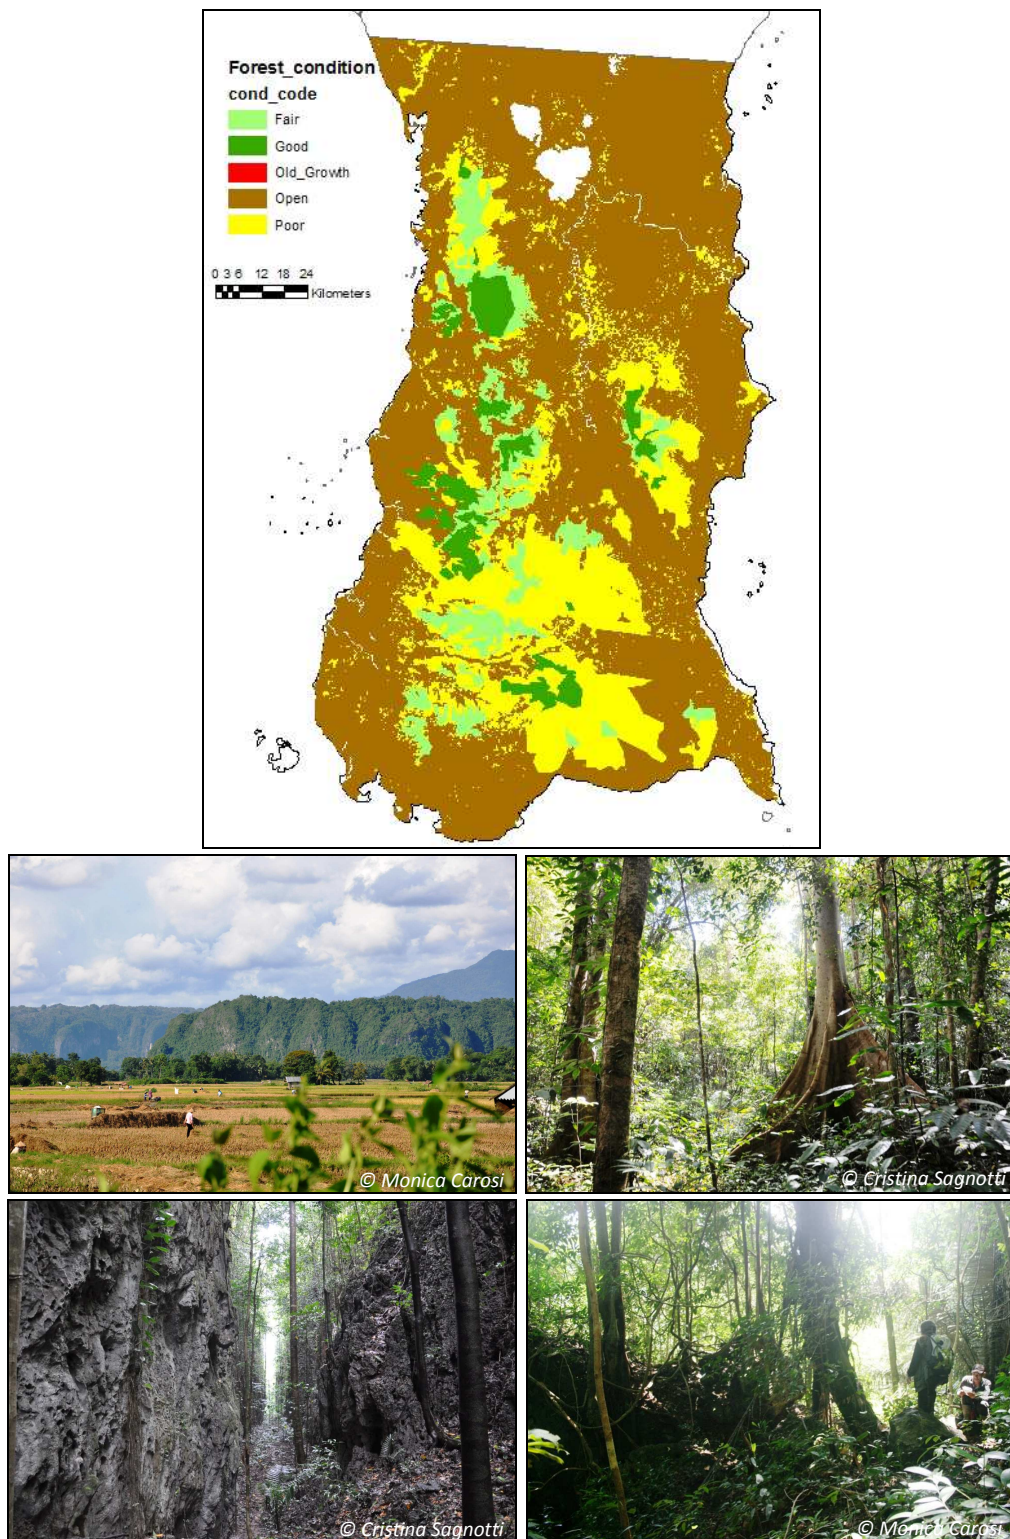 Forest_condition
cond_code
Fair
Good
Old_Growth
Open
Poor
0 3 6 12 18 24
Kilometers
© Monica Carosi
© Cristina Sagnotti
© Cristina Sagnotti
© Monica Carosi